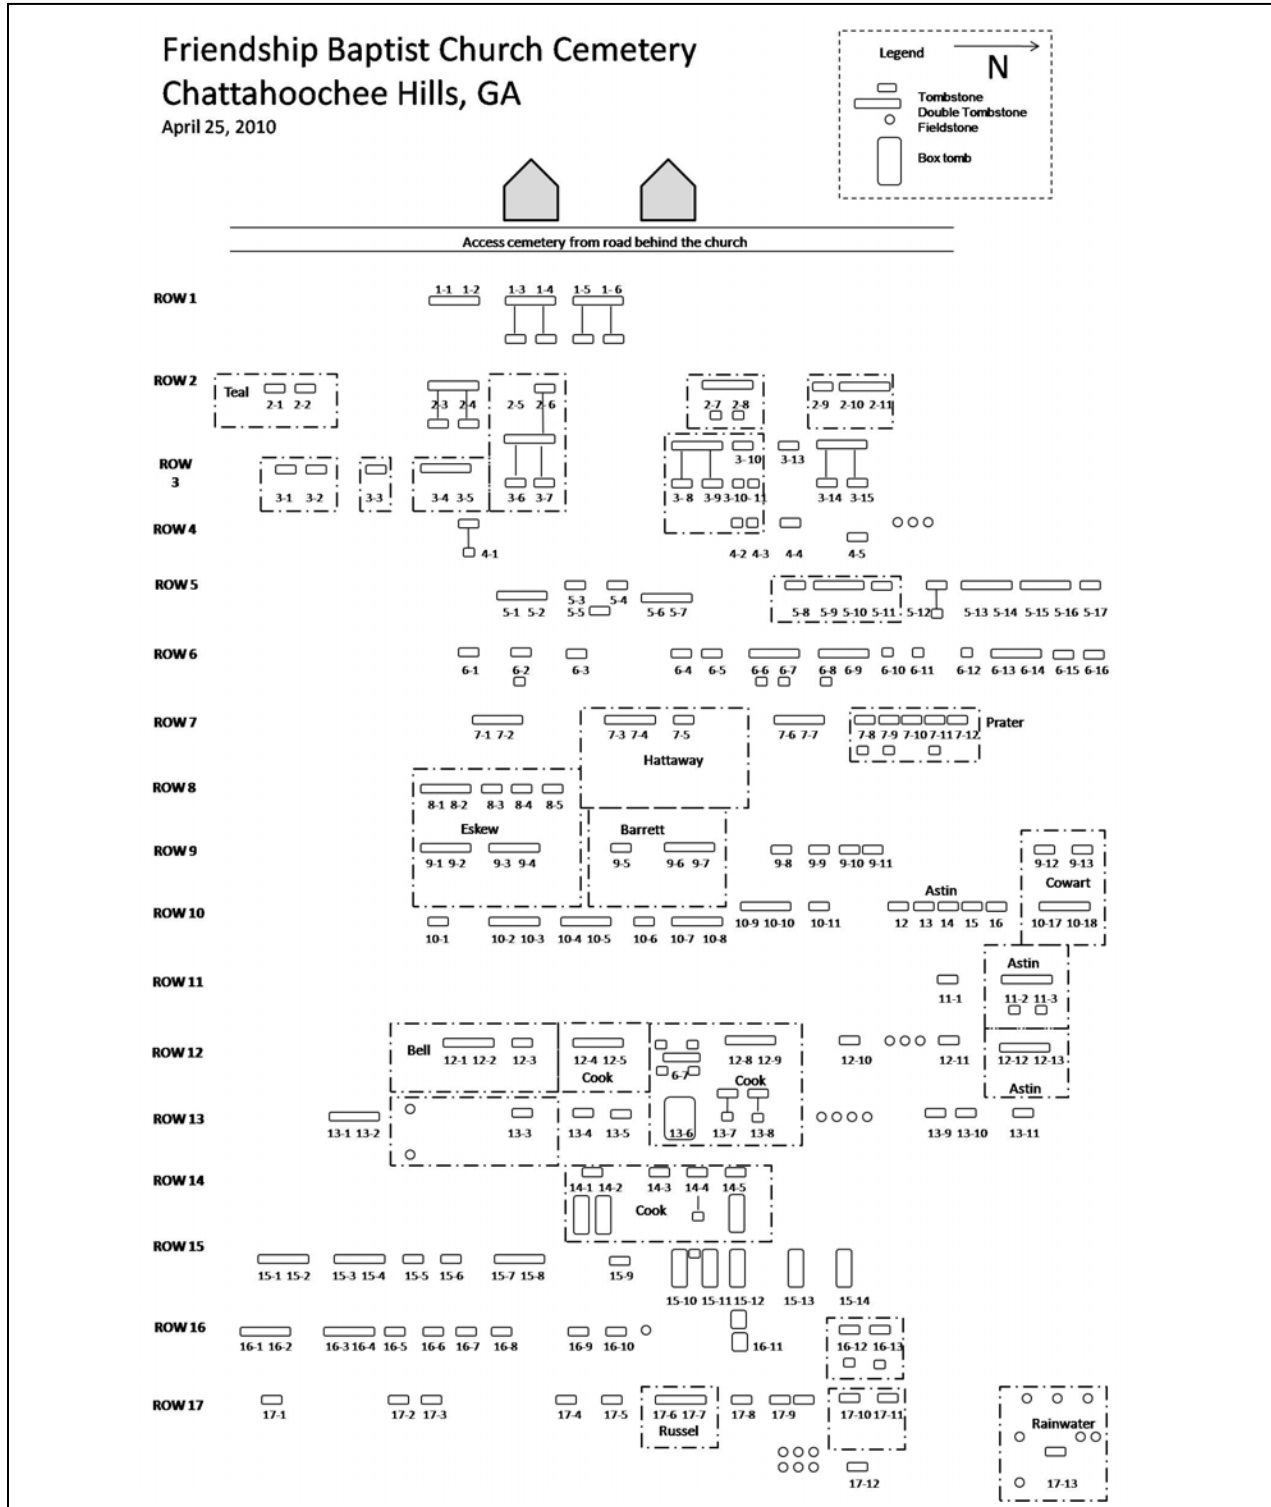 Friendship Baptist Church Cemetery
Chattahoochee Hills, GA
April 25, 2010
Legend
N
Tombstone
Double Tombstone
Fieldstone
Box tomb
Access cemetery from road behind the church
ROW 1
1-1 1-2 1-3 1-4 1-5 1-6
ROW 2
Teal
2-1 2-2 2-3 2-4 2-5 2-6 2-7 2-8 2-9 2-10 2-11
ROW
3
3-10 3-13
3-1 3-2 3-3 3-4 3-5 3-6 3-7 3-8 3-9 3-10-11 3-14 3-15
ROW 4
4-1 4-2 4-3 4-4 4-5
ROW 5
5-3 5-4
5-1 5-2 5-5 5-6 5-7 5-8 5-9 5-10 5-11 5-12 5-13 5-14 5-15 5-16 5-17
ROW 6
6-1 6-2 6-3 6-4 6-5 6-6 6-7 6-8 6-9 6-10 6-11 6-12 6-13 6-14 6-15 6-16
ROW 7
Prater
7-1 7-2 7-3 7-4 7-5 7-6 7-7 7-8 7-9 7-10 7-11 7-12
Hattaway
ROW 8
8-1 8-2 8-3 8-4 8-5
Eskew Barrett
ROW 9
9-1 9-2 9-3 9-4 9-5 9-6 9-7 9-8 9-9 9-10 9-11 9-12 9-13
Cowart
Astin
ROW 10
10-1 10-2 10-3 10-4 10-5 10-6 10-7 10-8 10-9 10-10 10-11 12 13 14 15 16 10-17 10-18
Astin
ROW 11
11-1 11-2 11-3
ROW 12
Bell
12-1 12-2 12-3 12-4 12-5 6-7 12-8 12-9 12-10 12-11 12-12 12-13
Cook Cook Astin
ROW 13
13-1 13-2 13-3 13-4 13-5 13-6 13-7 13-8 13-9 13-10 13-11
ROW 14
14-1 14-2 14-3 14-4 14-5
Cook
ROW 15
15-1 15-2 15-3 15-4 15-5 15-6 15-7 15-8 15-9 15-10 15-11 15-12 15-13 15-14
ROW 16
16-1 16-2 16-3 16-4 16-5 16-6 16-7 16-8 16-9 16-10 16-11 16-12 16-13
ROW 17
17-1 17-2 17-3 17-4 17-5 17-6 17-7 17-8 17-9 17-10 17-11
Russel Rainwater
17-12 17-13